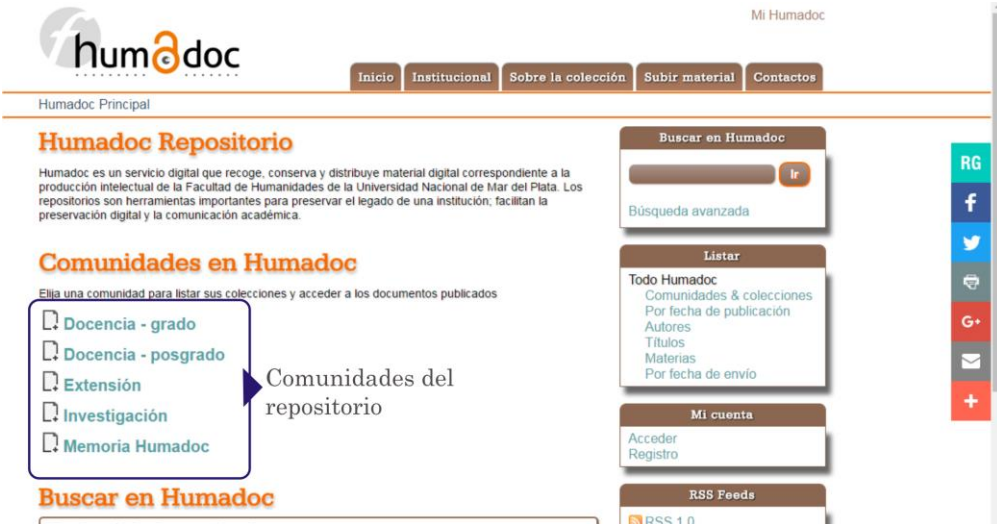 Mi Humadoc
fhumadoc
Inicio Institucional Sobre la colección Subir material Contactos
Humadoc Principal
Humadoc Repositorio
Humadoc es un servicio digital que recoge, conserva y distribuye material digital correspondiente a la
producción intelectual de la Facultad de Humanidades de la Universidad Nacional de Mar del Plata. Los
repositorios son herramientas importantes para preservar el legado de una institución; facilitan la
preservación digital y la comunicación académica.
Comunidades en Humadoc
Elija una comunidad para listar sus colecciones y acceder a los documentos publicados
Docencia - grado
Docencia - posgrado
Extensión
Investigación
Memoria Humadoc
Comunidades del
repositorio
Buscar en Humadoc
Buscar en Humadoc
Ir
Búsqueda avanzada
Listar
Todo Humadoc
Comunidades & colecciones
Por fecha de publicación
Autores
Títulos
Materias
Por fecha de envío
Mi cuenta
Acceder
Registro
RSS Feeds
RSS 1.0
RG
f
G+